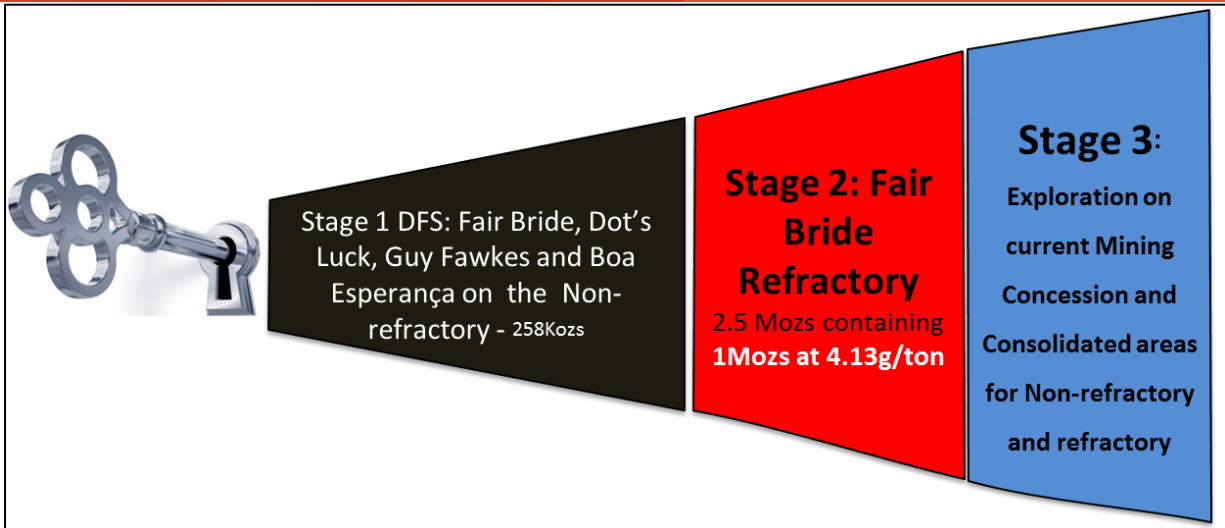 Stage 1 DFS: Fair Bride, Dot’s
Luck, Guy Fawkes and Boa
Esperança on the Non-
refractory - 258Kozs
Stage 2: Fair
Bride
Refractory
2.5 Mozs containing
1Mozs at 4.13g/ton
Stage 3:
Exploration on
current Mining
Concession and
Consolidated areas
for Non-refractory
and refractory